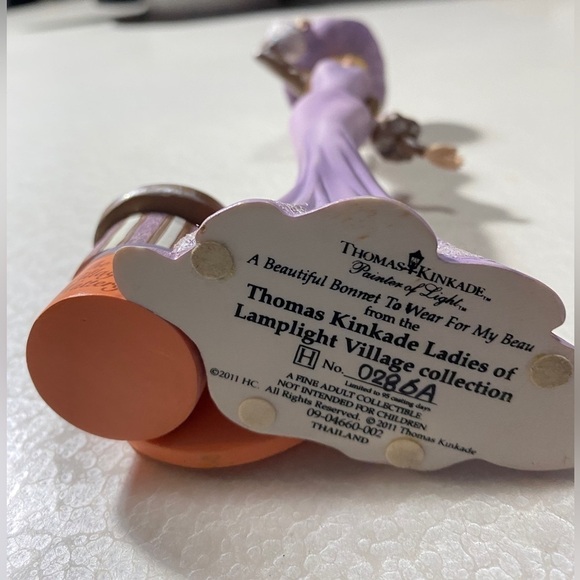 THOMAS KINKADE™
Painter of Light™
A Beautiful Bonnet To Wear For My Beau
from the
Thomas Kinkade Ladies of
Lamplight Village collection
H No. 0286A
Limited to 95 casting days.
A FINE ADULT COLLECTIBLE
NOT INTENDED FOR CHILDREN
©2011 HC. All Rights Reserved. ©2011 Thomas Kinkade
09-04660-002
THAILAND